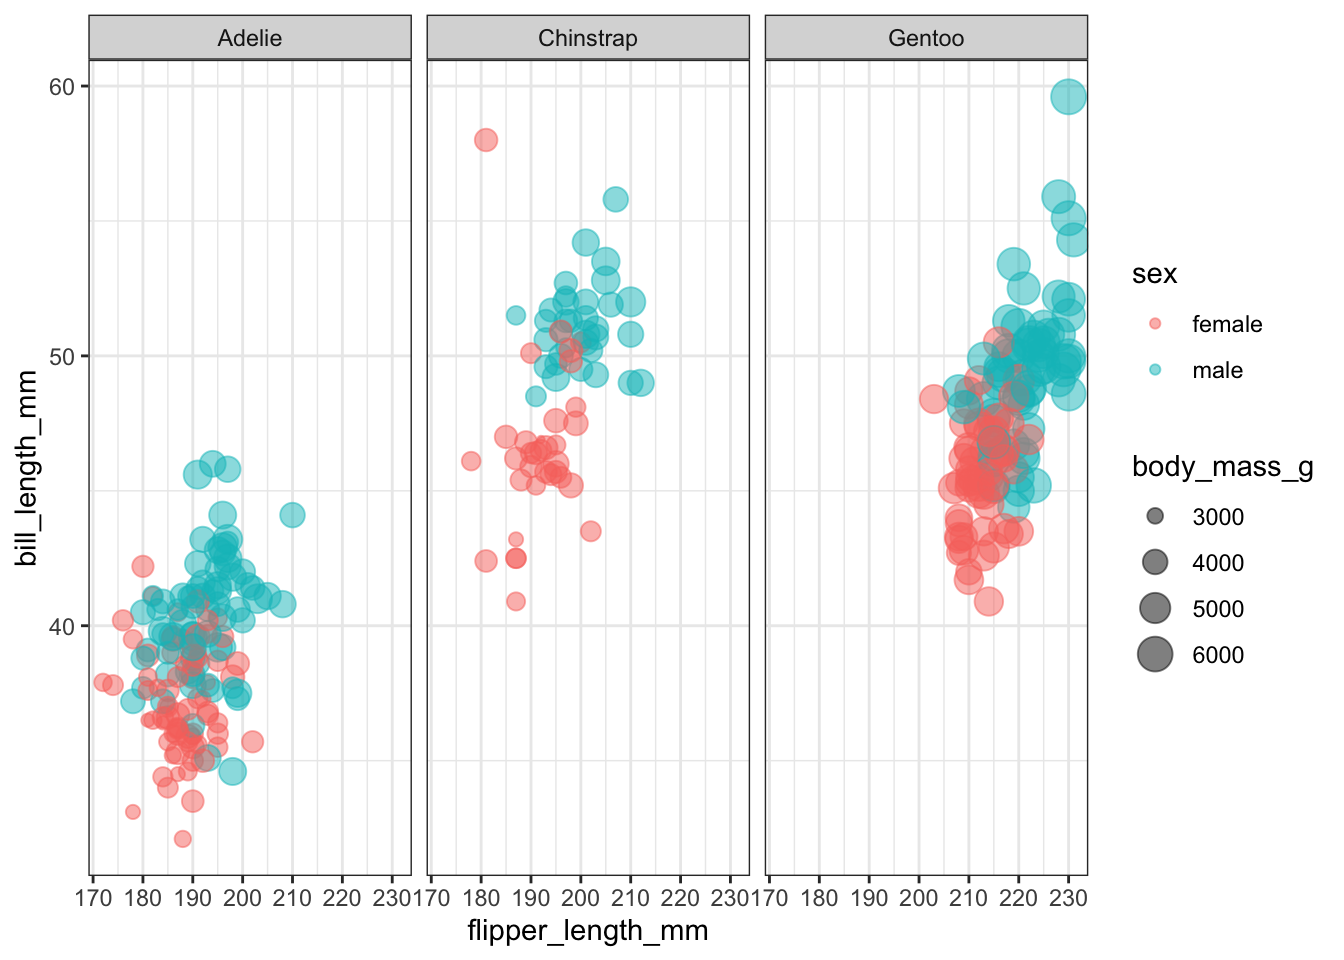 Adelie Chinstrap Gentoo
60
50
40
bill_length_mm
170 180 190 200 210 220 230 170 180 190 200 210 220 230 170 180 190 200 210 220 230
flipper_length_mm
sex
female
male
body_mass_g
3000
4000
5000
6000